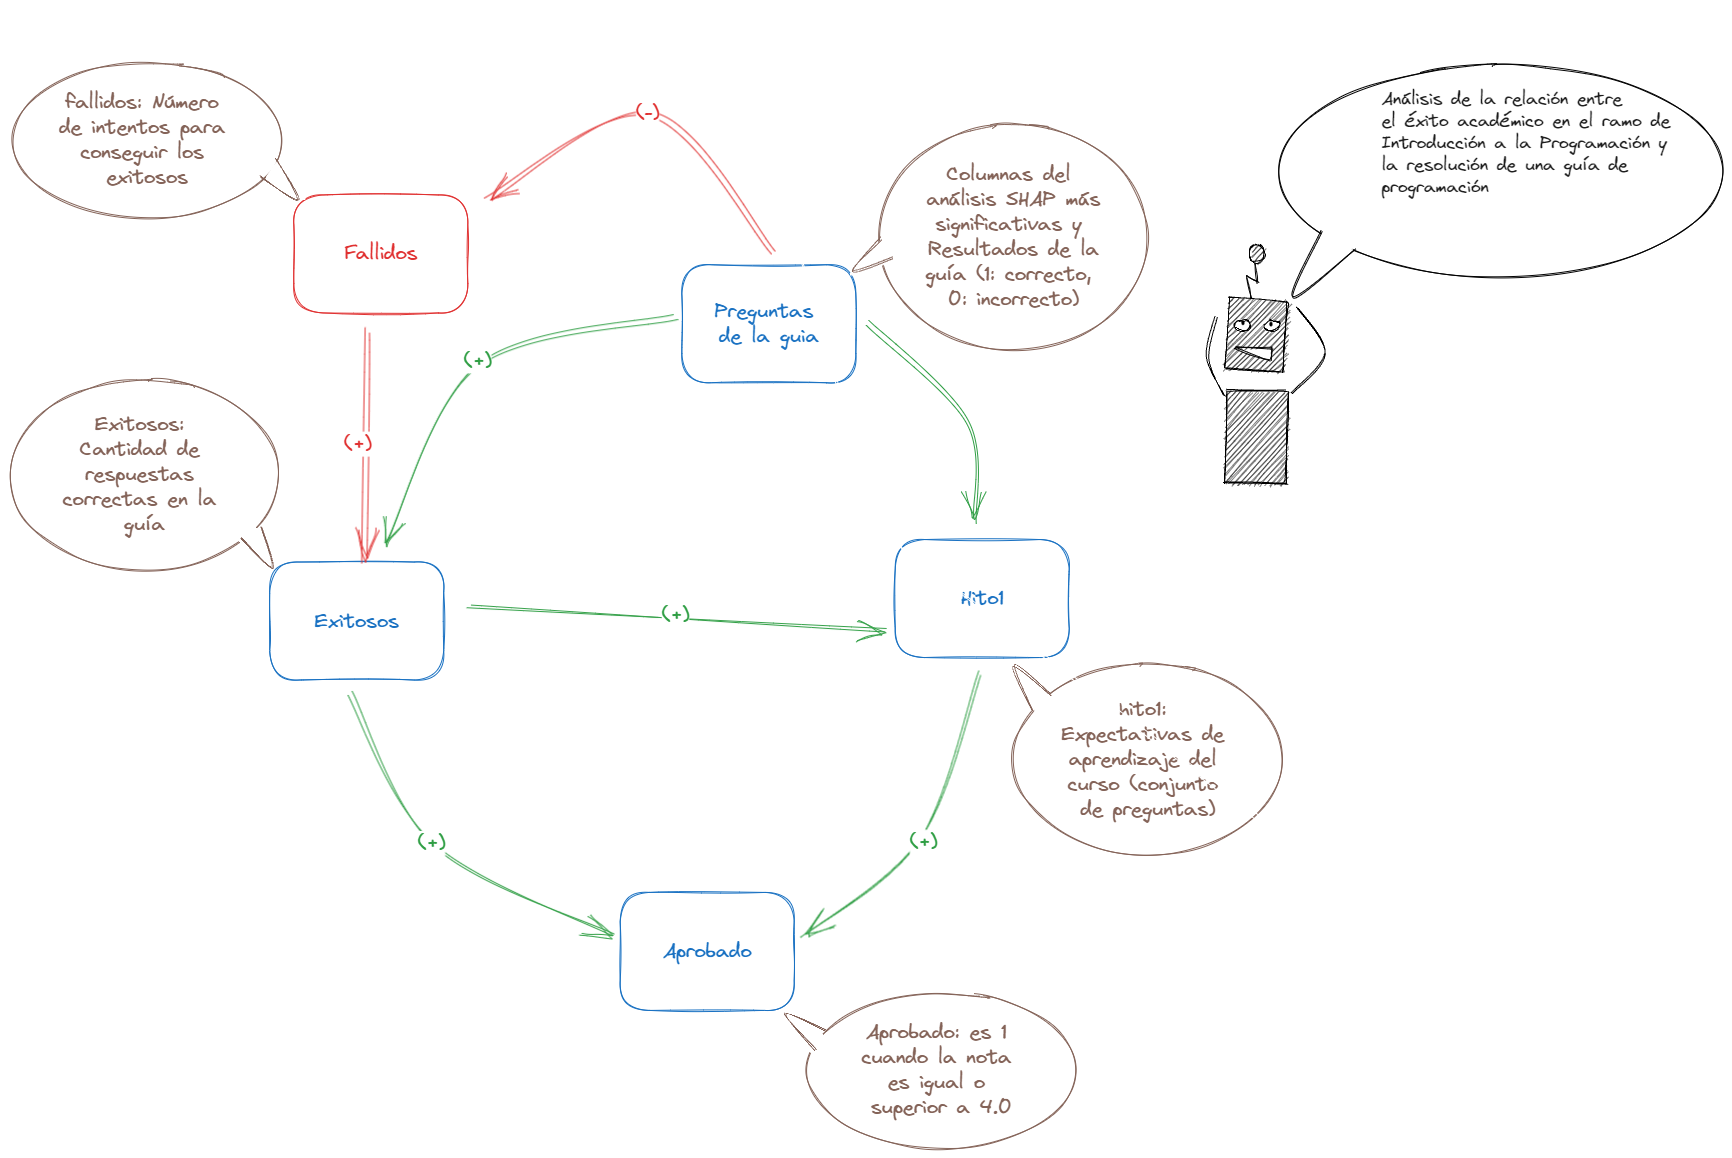 fallidos: Número
de intentos para
conseguir los
exitosos
(-)
Análisis de la relación entre
el éxito académico en el ramo de
Introducción a la Programación y
la resolución de una guía de
programación
Columnas del
análisis SHAP más
significativas y
Resultados de la
guía (1: correcto,
0: incorrecto)
Fallidos
Preguntas
de la guia
(+)
(+)
Exitosos:
Cantidad de
respuestas
correctas en la
guía
Exitosos
(+)
Hito1
hito1:
Expectativas de
aprendizaje del
curso (conjunto
de preguntas)
(+)
(+)
Aprobado
Aprobado: es 1
cuando la nota
es igual o
superior a 4.0